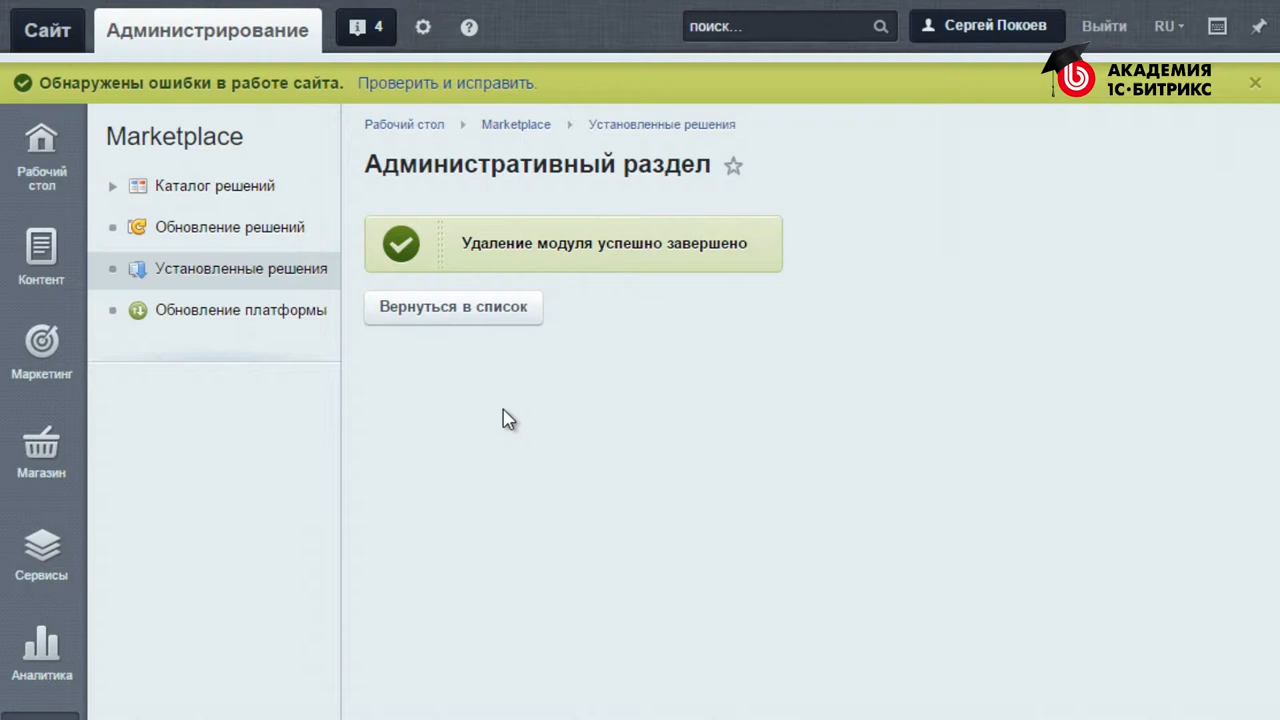 Сайт
Администрирование
4
поиск...
Сергей Покоев
Выйти
RU
Обнаружены ошибки в работе сайта. Проверить и исправить.
АКАДЕМИЯ
1С·БИТРИКС
Рабочий
стол
Контент
Маркетинг
Магазин
Сервисы
Аналитика
Marketplace
Каталог решений
Обновление решений
Установленные решения
Обновление платформы
Рабочий стол Marketplace Установленные решения
Административный раздел
Удаление модуля успешно завершено
Вернуться в список